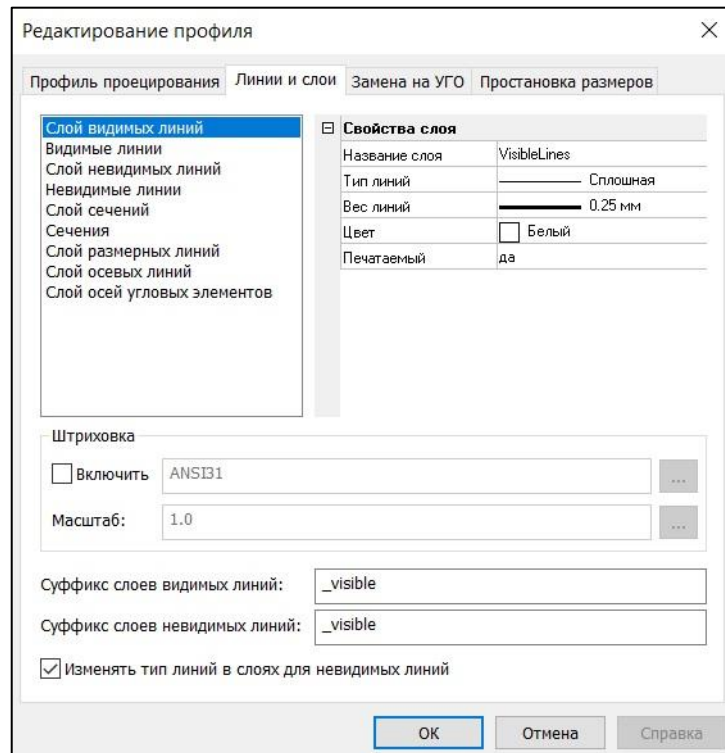 Редактирование профиля
Профиль проецирования Линии и слои Замена на УГО Простановка размеров
Слой видимых линий
Видимые линии
Слой невидимых линий
Невидимые линии
Слой сечений
Сечения
Слой размерных линий
Слой осевых линий
Слой осей угловых элементов
Свойства слоя
Название слоя VisibleLines
Тип линий Сплошная
Вес линий 0.25 мм
Цвет Белый
Печатаемый да
Штриховка
Включить ANSI31 ...
Масштаб: 1.0 ...
Суффикс слоев видимых линий: _visible
Суффикс слоев невидимых линий: _visible
Изменять тип линий в слоях для невидимых линий
ОК Отмена Справка